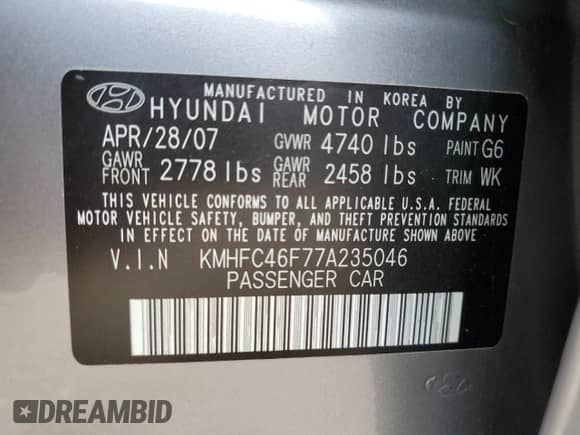 MANUFACTURED IN KOREA BY
HYUNDAI MOTOR COMPANY
APR/28/07 GVWR 4740 lbs PAINT G6
GAWR FRONT 2778 lbs GAWR REAR 2458 lbs TRIM WK
THIS VEHICLE CONFORMS TO ALL APPLICABLE U.S.A. FEDERAL
MOTOR VEHICLE SAFETY, BUMPER, AND THEFT PREVENTION STANDARDS
IN EFFECT ON THE DATE OF MANUFACTURE SHOWN ABOVE
V.I.N KMHFC46F77A235046
PASSENGER CAR
DREAMBID